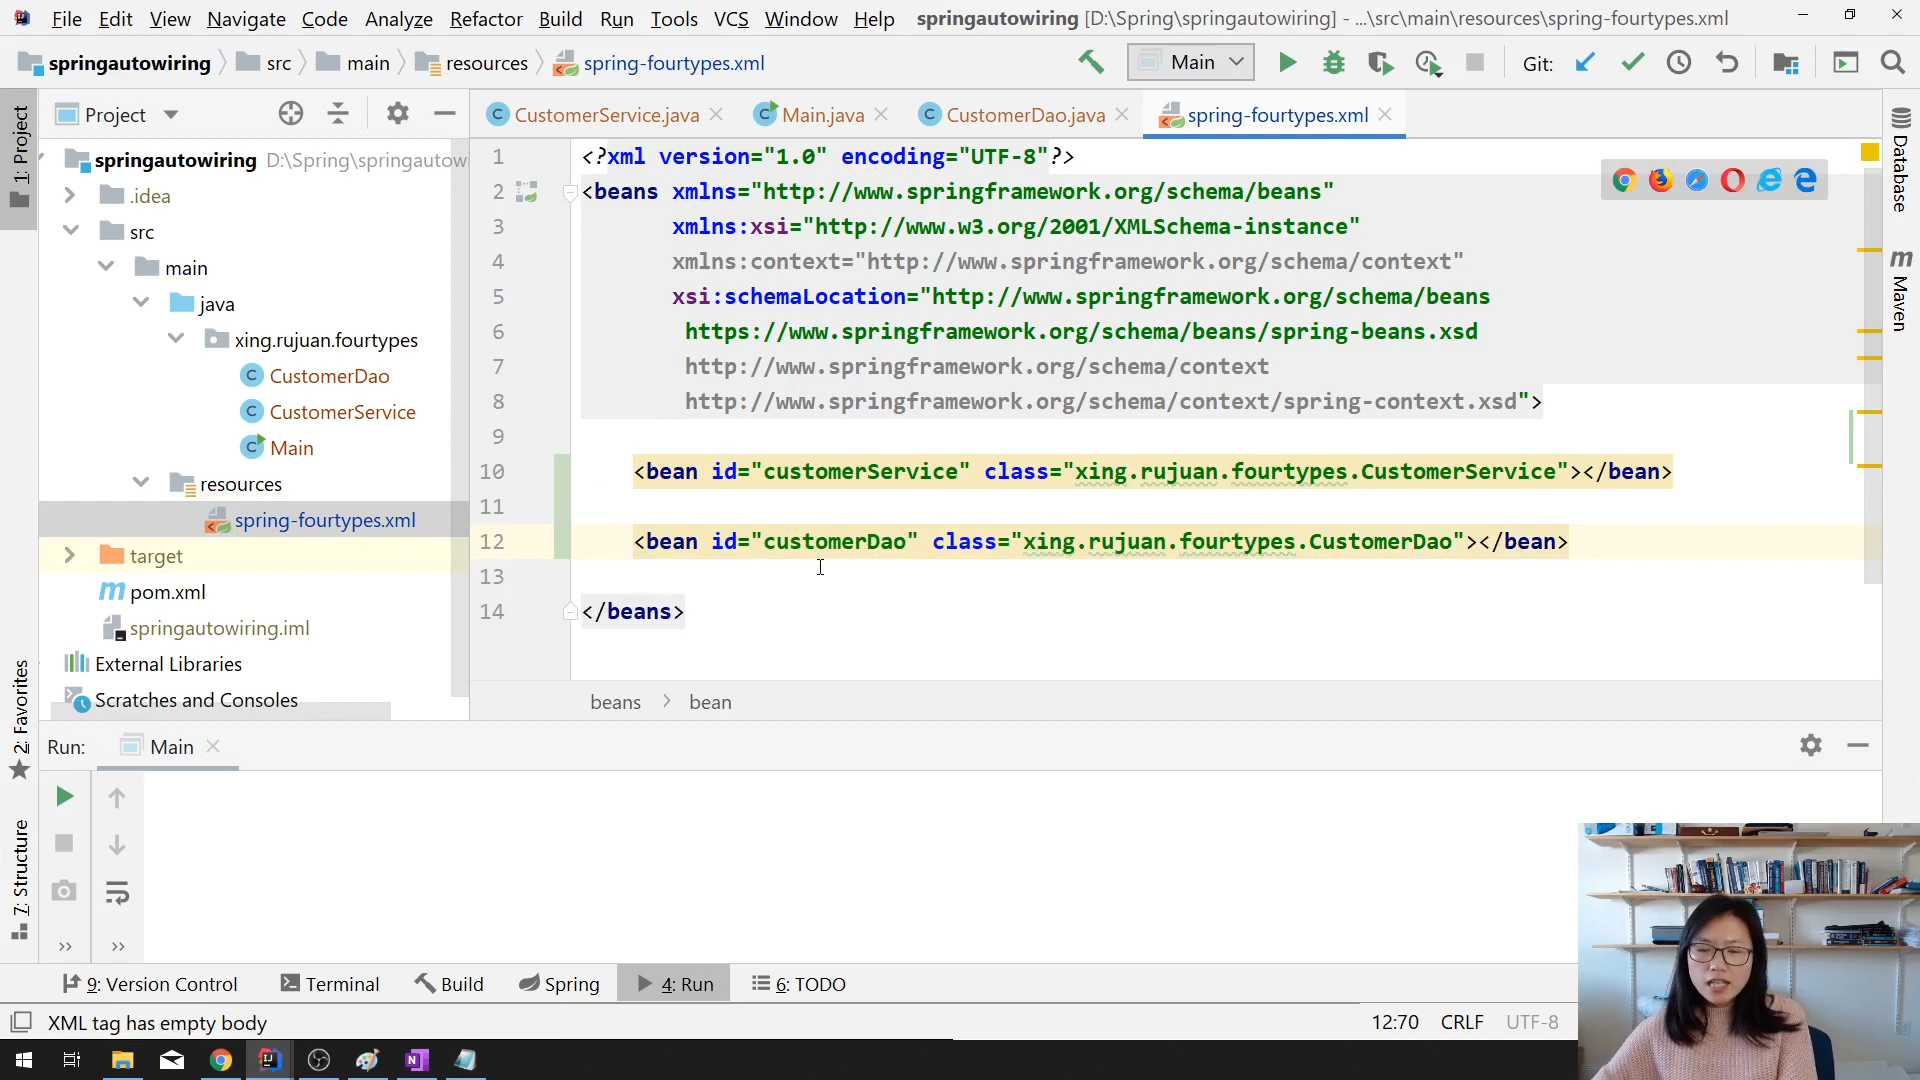 File Edit View Navigate Code Analyze Refactor Build Run Tools VCS Window Help springautowiring [D:\Spring\springautowiring] - ...\src\main\resources\spring-fourtypes.xml
springautowiring src main resources spring-fourtypes.xml Main Git:
Project CustomerService.java Main.java CustomerDao.java spring-fourtypes.xml
1: Project
springautowiring D:\Spring\springautow
.idea
src
main
java
xing.rujuan.fourtypes
CustomerDao
CustomerService
Main
resources
spring-fourtypes.xml
target
pom.xml
springautowiring.iml
External Libraries
Scratches and Consoles
1 <?xml version="1.0" encoding="UTF-8"?>
2 <beans xmlns="http://www.springframework.org/schema/beans"
3 xmlns:xsi="http://www.w3.org/2001/XMLSchema-instance"
4 xmlns:context="http://www.springframework.org/schema/context"
5 xsi:schemaLocation="http://www.springframework.org/schema/beans
6 https://www.springframework.org/schema/beans/spring-beans.xsd
7 http://www.springframework.org/schema/context
8 http://www.springframework.org/schema/context/spring-context.xsd">
9
10 <bean id="customerService" class="xing.rujuan.fourtypes.CustomerService"></bean>
11
12 <bean id="customerDao" class="xing.rujuan.fourtypes.CustomerDao"></bean>
13
14 </beans>
beans bean
Database
Maven
2: Favorites
7: Structure
Run: Main
9: Version Control Terminal Build Spring 4: Run 6: TODO
XML tag has empty body 12:70 CRLF UTF-8